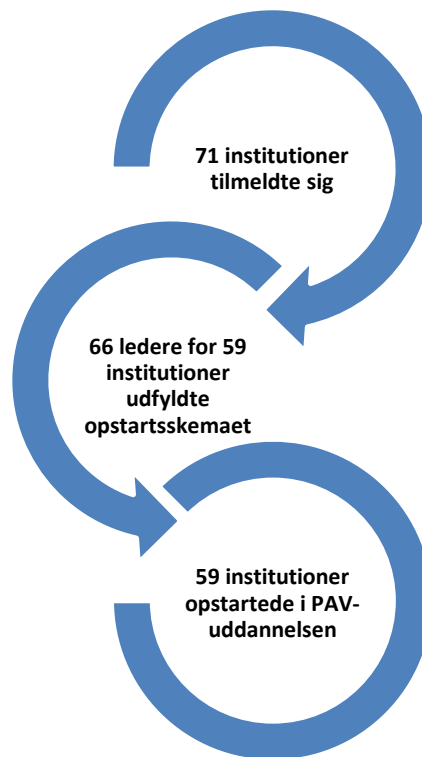 71 institutioner
tilmeldte sig
66 ledere for 59
institutioner
udfyldte
opstartsskemaet
59 institutioner
opstartede i PAV-
uddannelsen